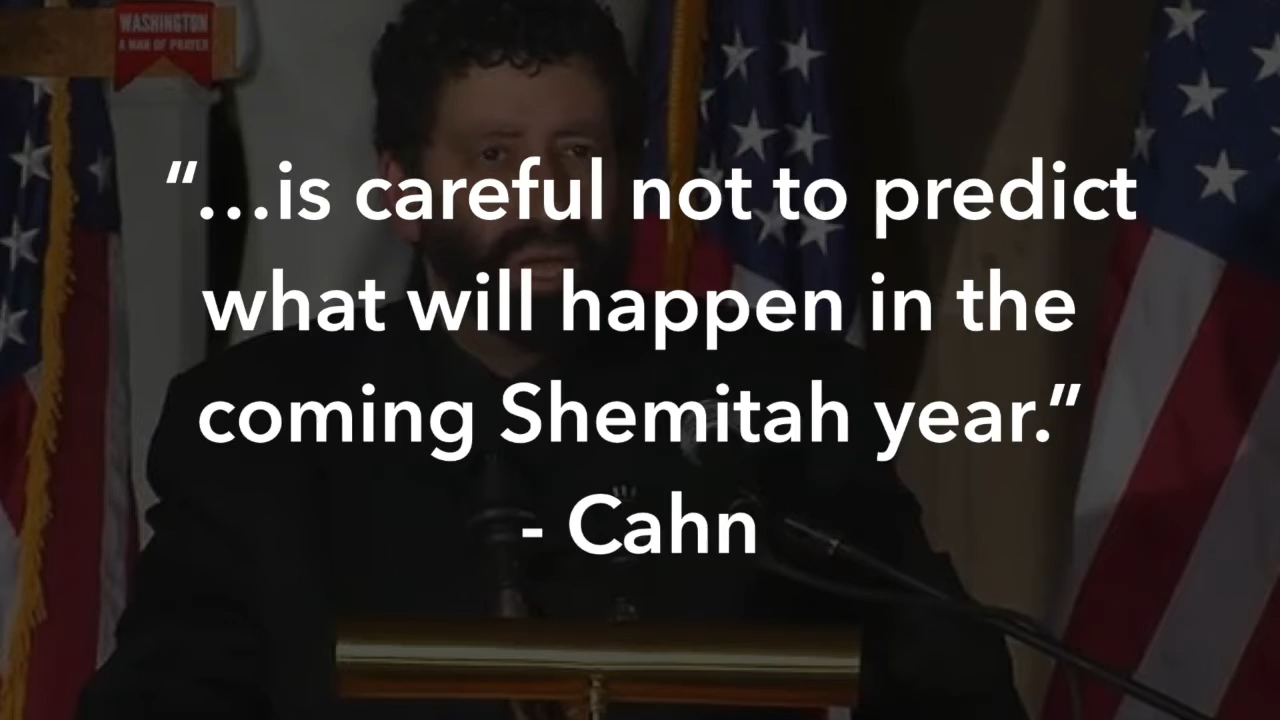 WASHINGTON
A MAN OF PRAYER
“…is careful not to predict
what will happen in the
coming Shemitah year.”
- Cahn